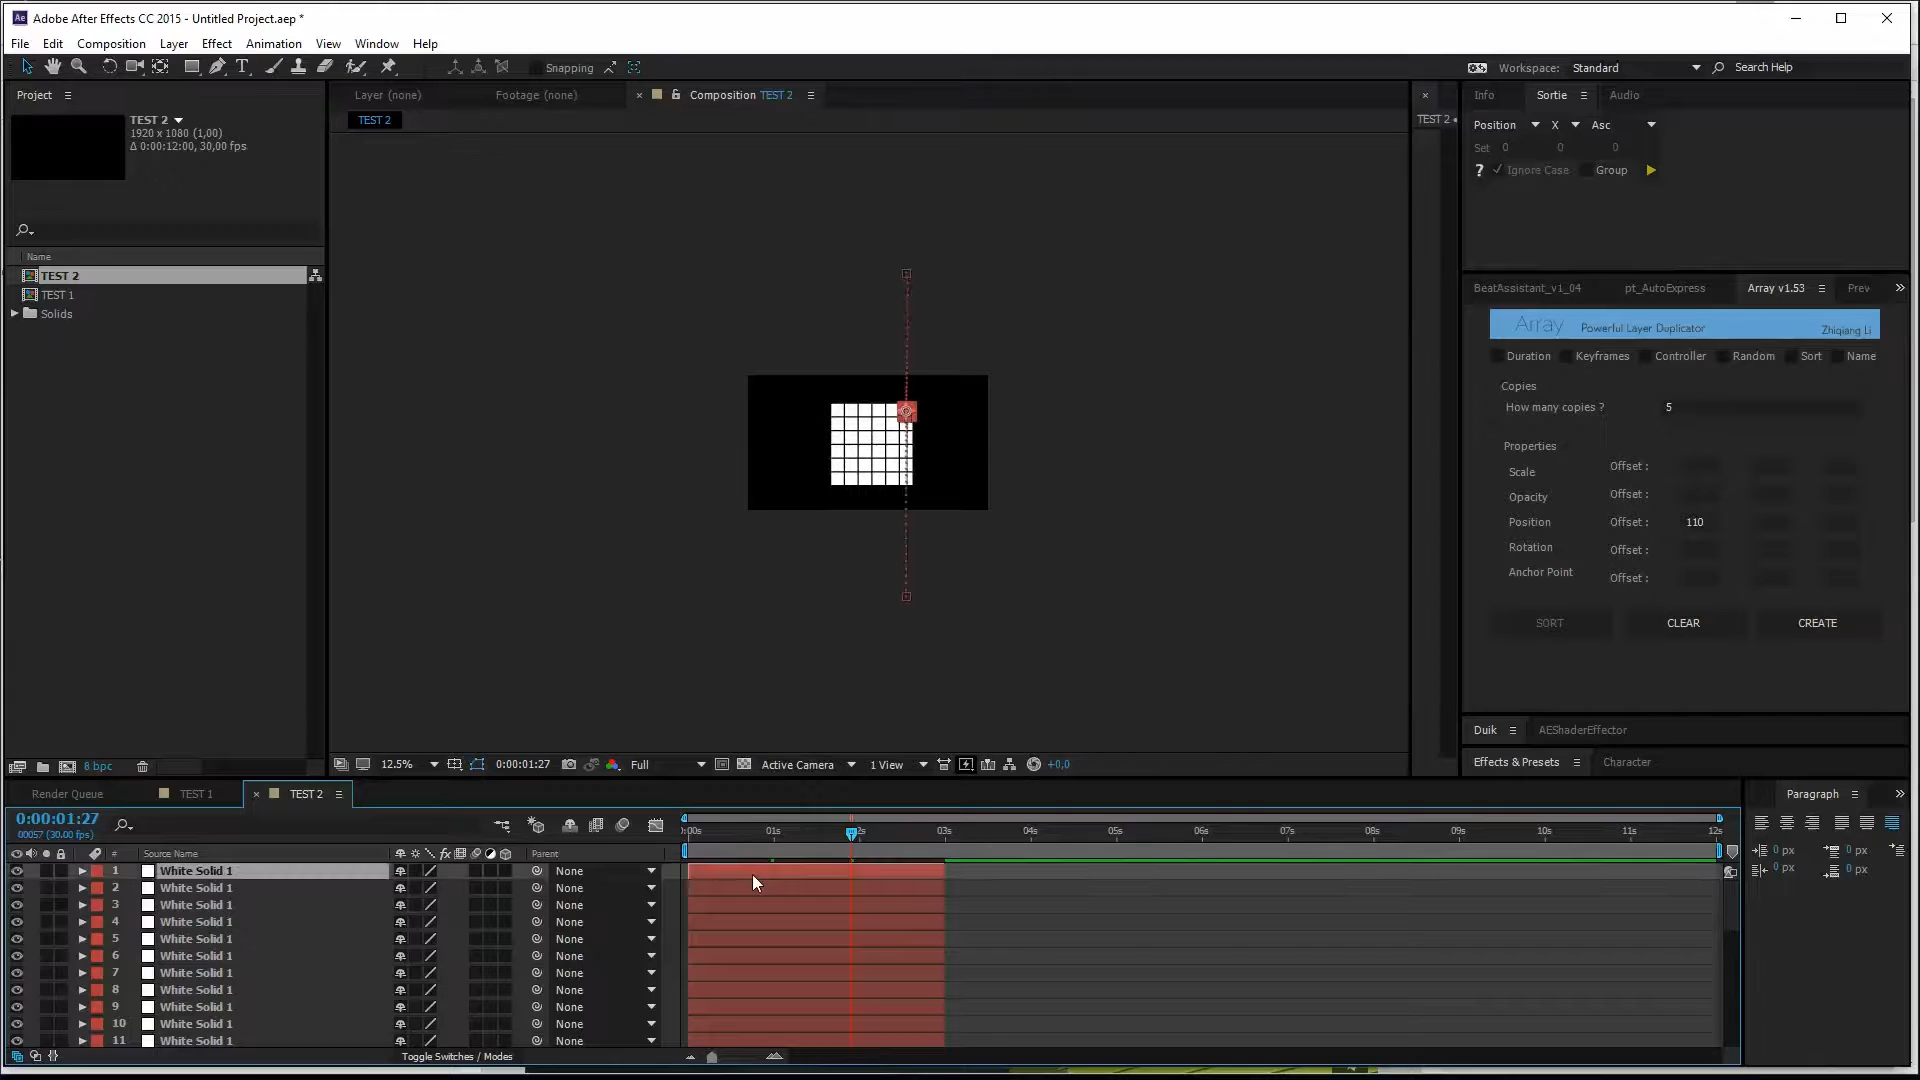 Ae Adobe After Effects CC 2015 - Untitled Project.aep *
File Edit Composition Layer Effect Animation View Window Help
Snapping
Workspace: Standard
Search Help
Project
TEST 2
1920 x 1080 (1,00)
Δ 0:00:12:00, 30,00 fps
Name
TEST 2
TEST 1
Solids
8 bpc
Layer (none) Footage (none) Composition TEST 2
TEST 2
TEST 2
12.5% 0:00:01:27 Full Active Camera 1 View +0,0
Info Sortie Audio
Position X Asc
Set 0 0 0
? Ignore Case Group
BeatAssistant_v1_04 pt_AutoExpress Array v1.53 Prev
Array Powerful Layer Duplicator Zhiqiang Li
Duration Keyframes Controller Random Sort Name
Copies
How many copies ? 5
Properties
Scale Offset :
Opacity Offset :
Position Offset : 110
Rotation Offset :
Anchor Point Offset :
SORT CLEAR CREATE
Duik AEShaderEffector
Effects & Presets Character
Render Queue TEST 1 TEST 2
0:00:01:27
00057 (30.00 fps)
:00s 01s 2s 03s 04s 05s 06s 07s 08s 09s 10s 11s 12s
# Source Name Parent
1 White Solid 1 None
2 White Solid 1 None
3 White Solid 1 None
4 White Solid 1 None
5 White Solid 1 None
6 White Solid 1 None
7 White Solid 1 None
8 White Solid 1 None
9 White Solid 1 None
10 White Solid 1 None
11 White Solid 1 None
Toggle Switches / Modes
Paragraph
0 px 0 px
0 px 0 px